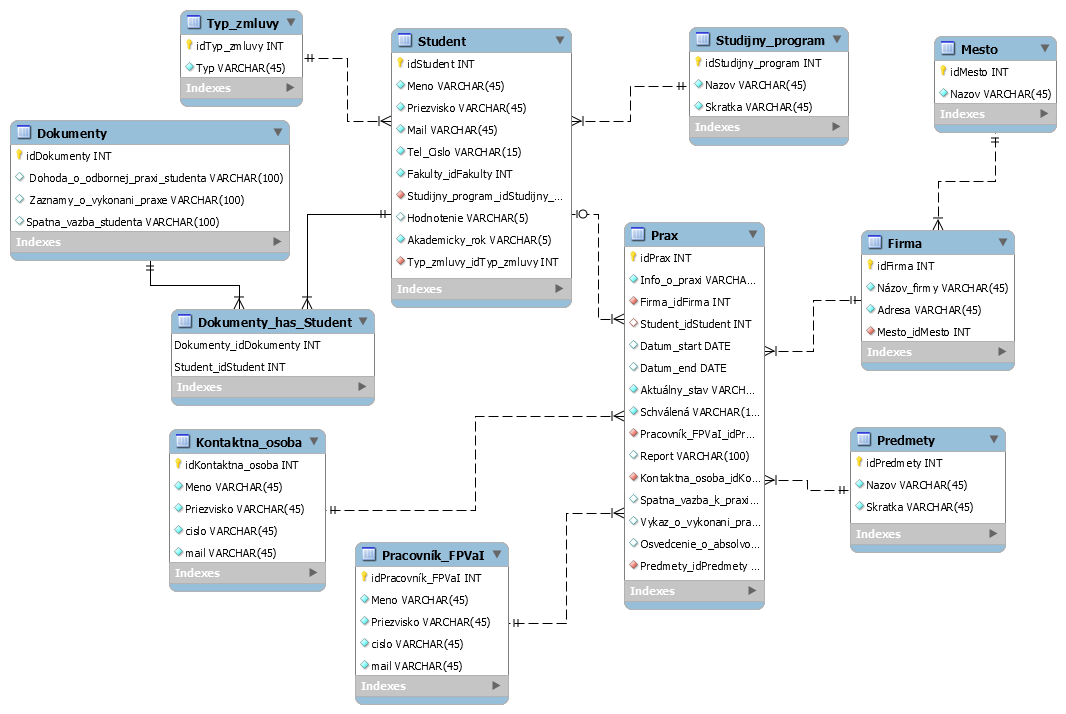 Typ_zmluvy
idTyp_zmluvy INT
Typ VARCHAR(45)
Indexes
Student
idStudent INT
Meno VARCHAR(45)
Priezvisko VARCHAR(45)
Mail VARCHAR(45)
Tel_Cislo VARCHAR(15)
Fakulty_idFakulty INT
Studijny_program_idStudijny_...
Hodnotenie VARCHAR(5)
Akademicky_rok VARCHAR(5)
Typ_zmluvy_idTyp_zmluvy INT
Indexes
Studijny_program
idStudijny_program INT
Nazov VARCHAR(45)
Skratka VARCHAR(45)
Indexes
Mesto
idMesto INT
Nazov VARCHAR(45)
Indexes
Dokumenty
idDokumenty INT
Dohoda_o_odbornej_praxi_studenta VARCHAR(100)
Zaznamy_o_vykonani_praxe VARCHAR(100)
Spatna_vazba_studenta VARCHAR(100)
Indexes
Dokumenty_has_Student
Dokumenty_idDokumenty INT
Student_idStudent INT
Indexes
Prax
idPrax INT
Info_o_praxi VARCHA...
Firma_idFirma INT
Student_idStudent INT
Datum_start DATE
Datum_end DATE
Aktuálny_stav VARCH...
Schválená VARCHAR(1...
Pracovník_FPVaI_idPr...
Report VARCHAR(100)
Kontaktna_osoba_idKo...
Spatna_vazba_k_praxi...
Vykaz_o_vykonani_pra...
Osvedcenie_o_absolvo...
Predmety_idPredmety ...
Indexes
Firma
idFirma INT
Názov_firmy VARCHAR(45)
Adresa VARCHAR(45)
Mesto_idMesto INT
Indexes
Kontaktna_osoba
idKontaktna_osoba INT
Meno VARCHAR(45)
Priezvisko VARCHAR(45)
cislo VARCHAR(45)
mail VARCHAR(45)
Indexes
Predmety
idPredmety INT
Nazov VARCHAR(45)
Skratka VARCHAR(45)
Indexes
Pracovník_FPVaI
idPracovník_FPVaI INT
Meno VARCHAR(45)
Priezvisko VARCHAR(45)
cislo VARCHAR(45)
mail VARCHAR(45)
Indexes